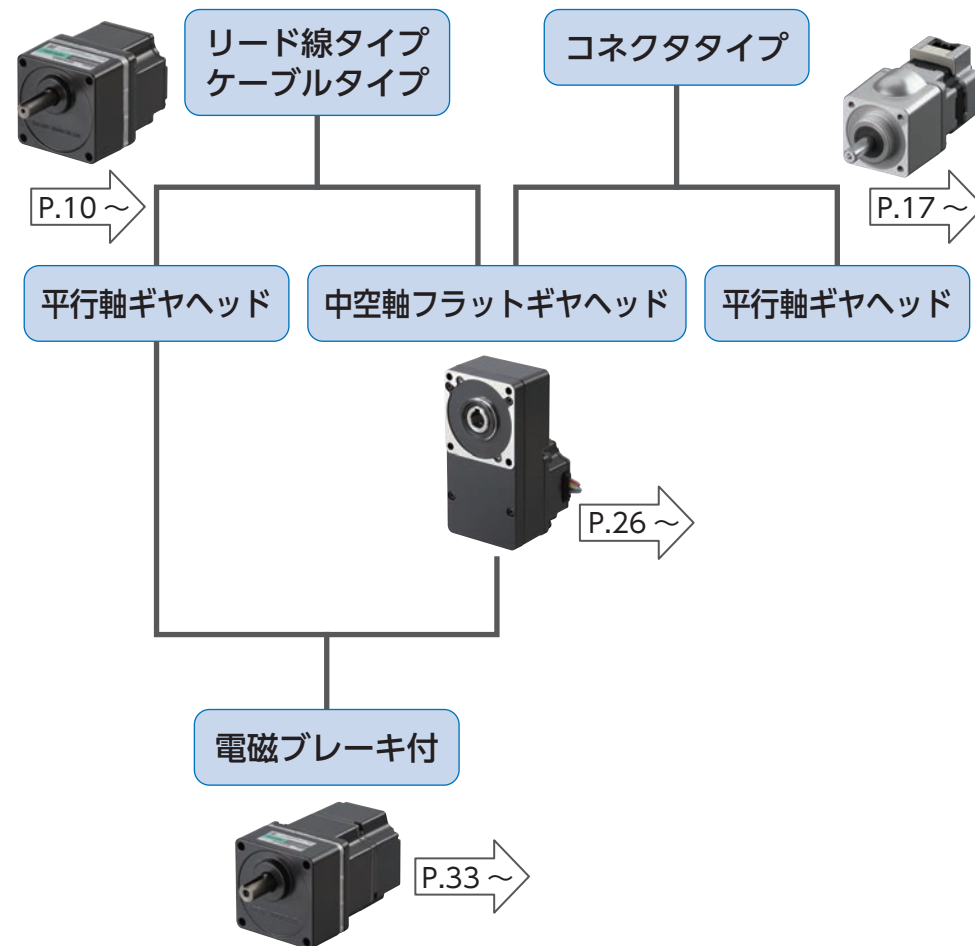 リード線タイプ
ケーブルタイプ
コネクタタイプ
P.10 ～
P.17 ～
平行軸ギヤヘッド
中空軸フラットギヤヘッド
平行軸ギヤヘッド
P.26 ～
電磁ブレーキ付
P.33 ～